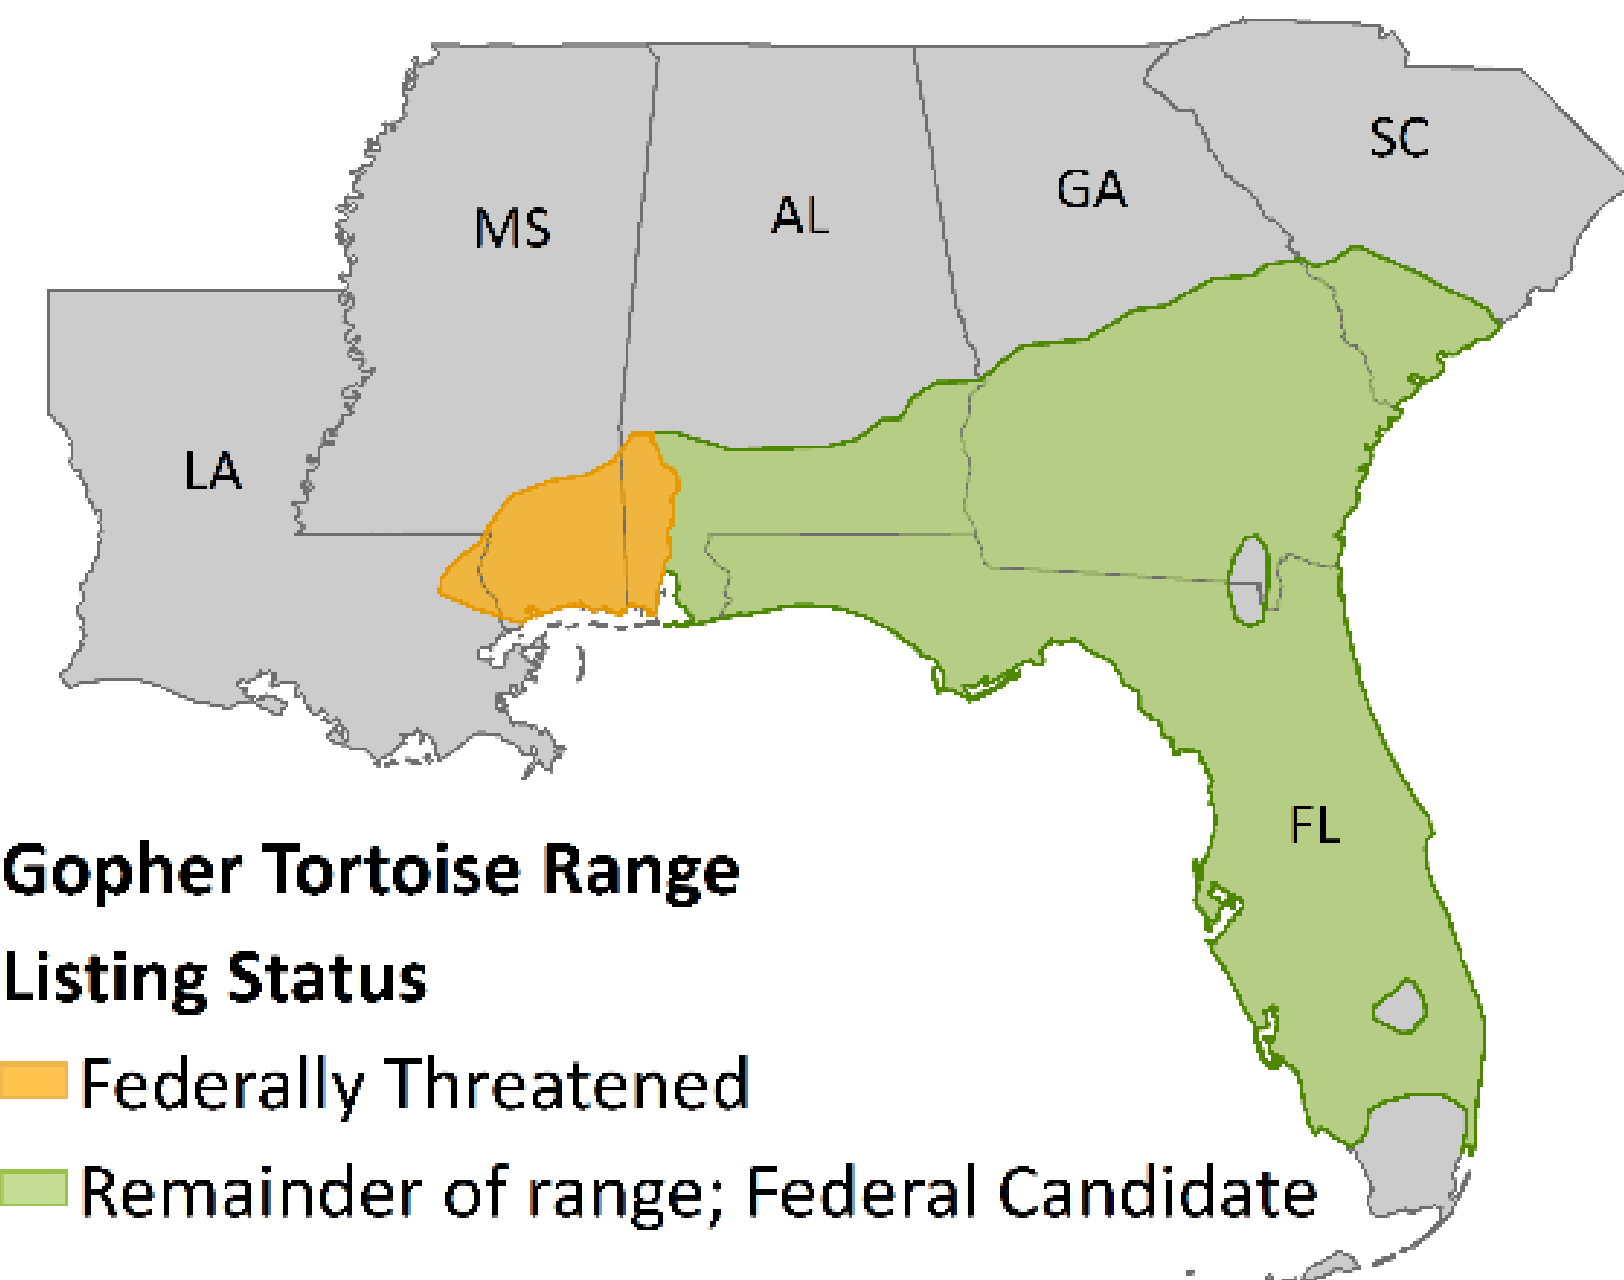 SC
GA
AL
MS
LA
FL
Gopher Tortoise Range
Listing Status
Federally Threatened
Remainder of range; Federal Candidate